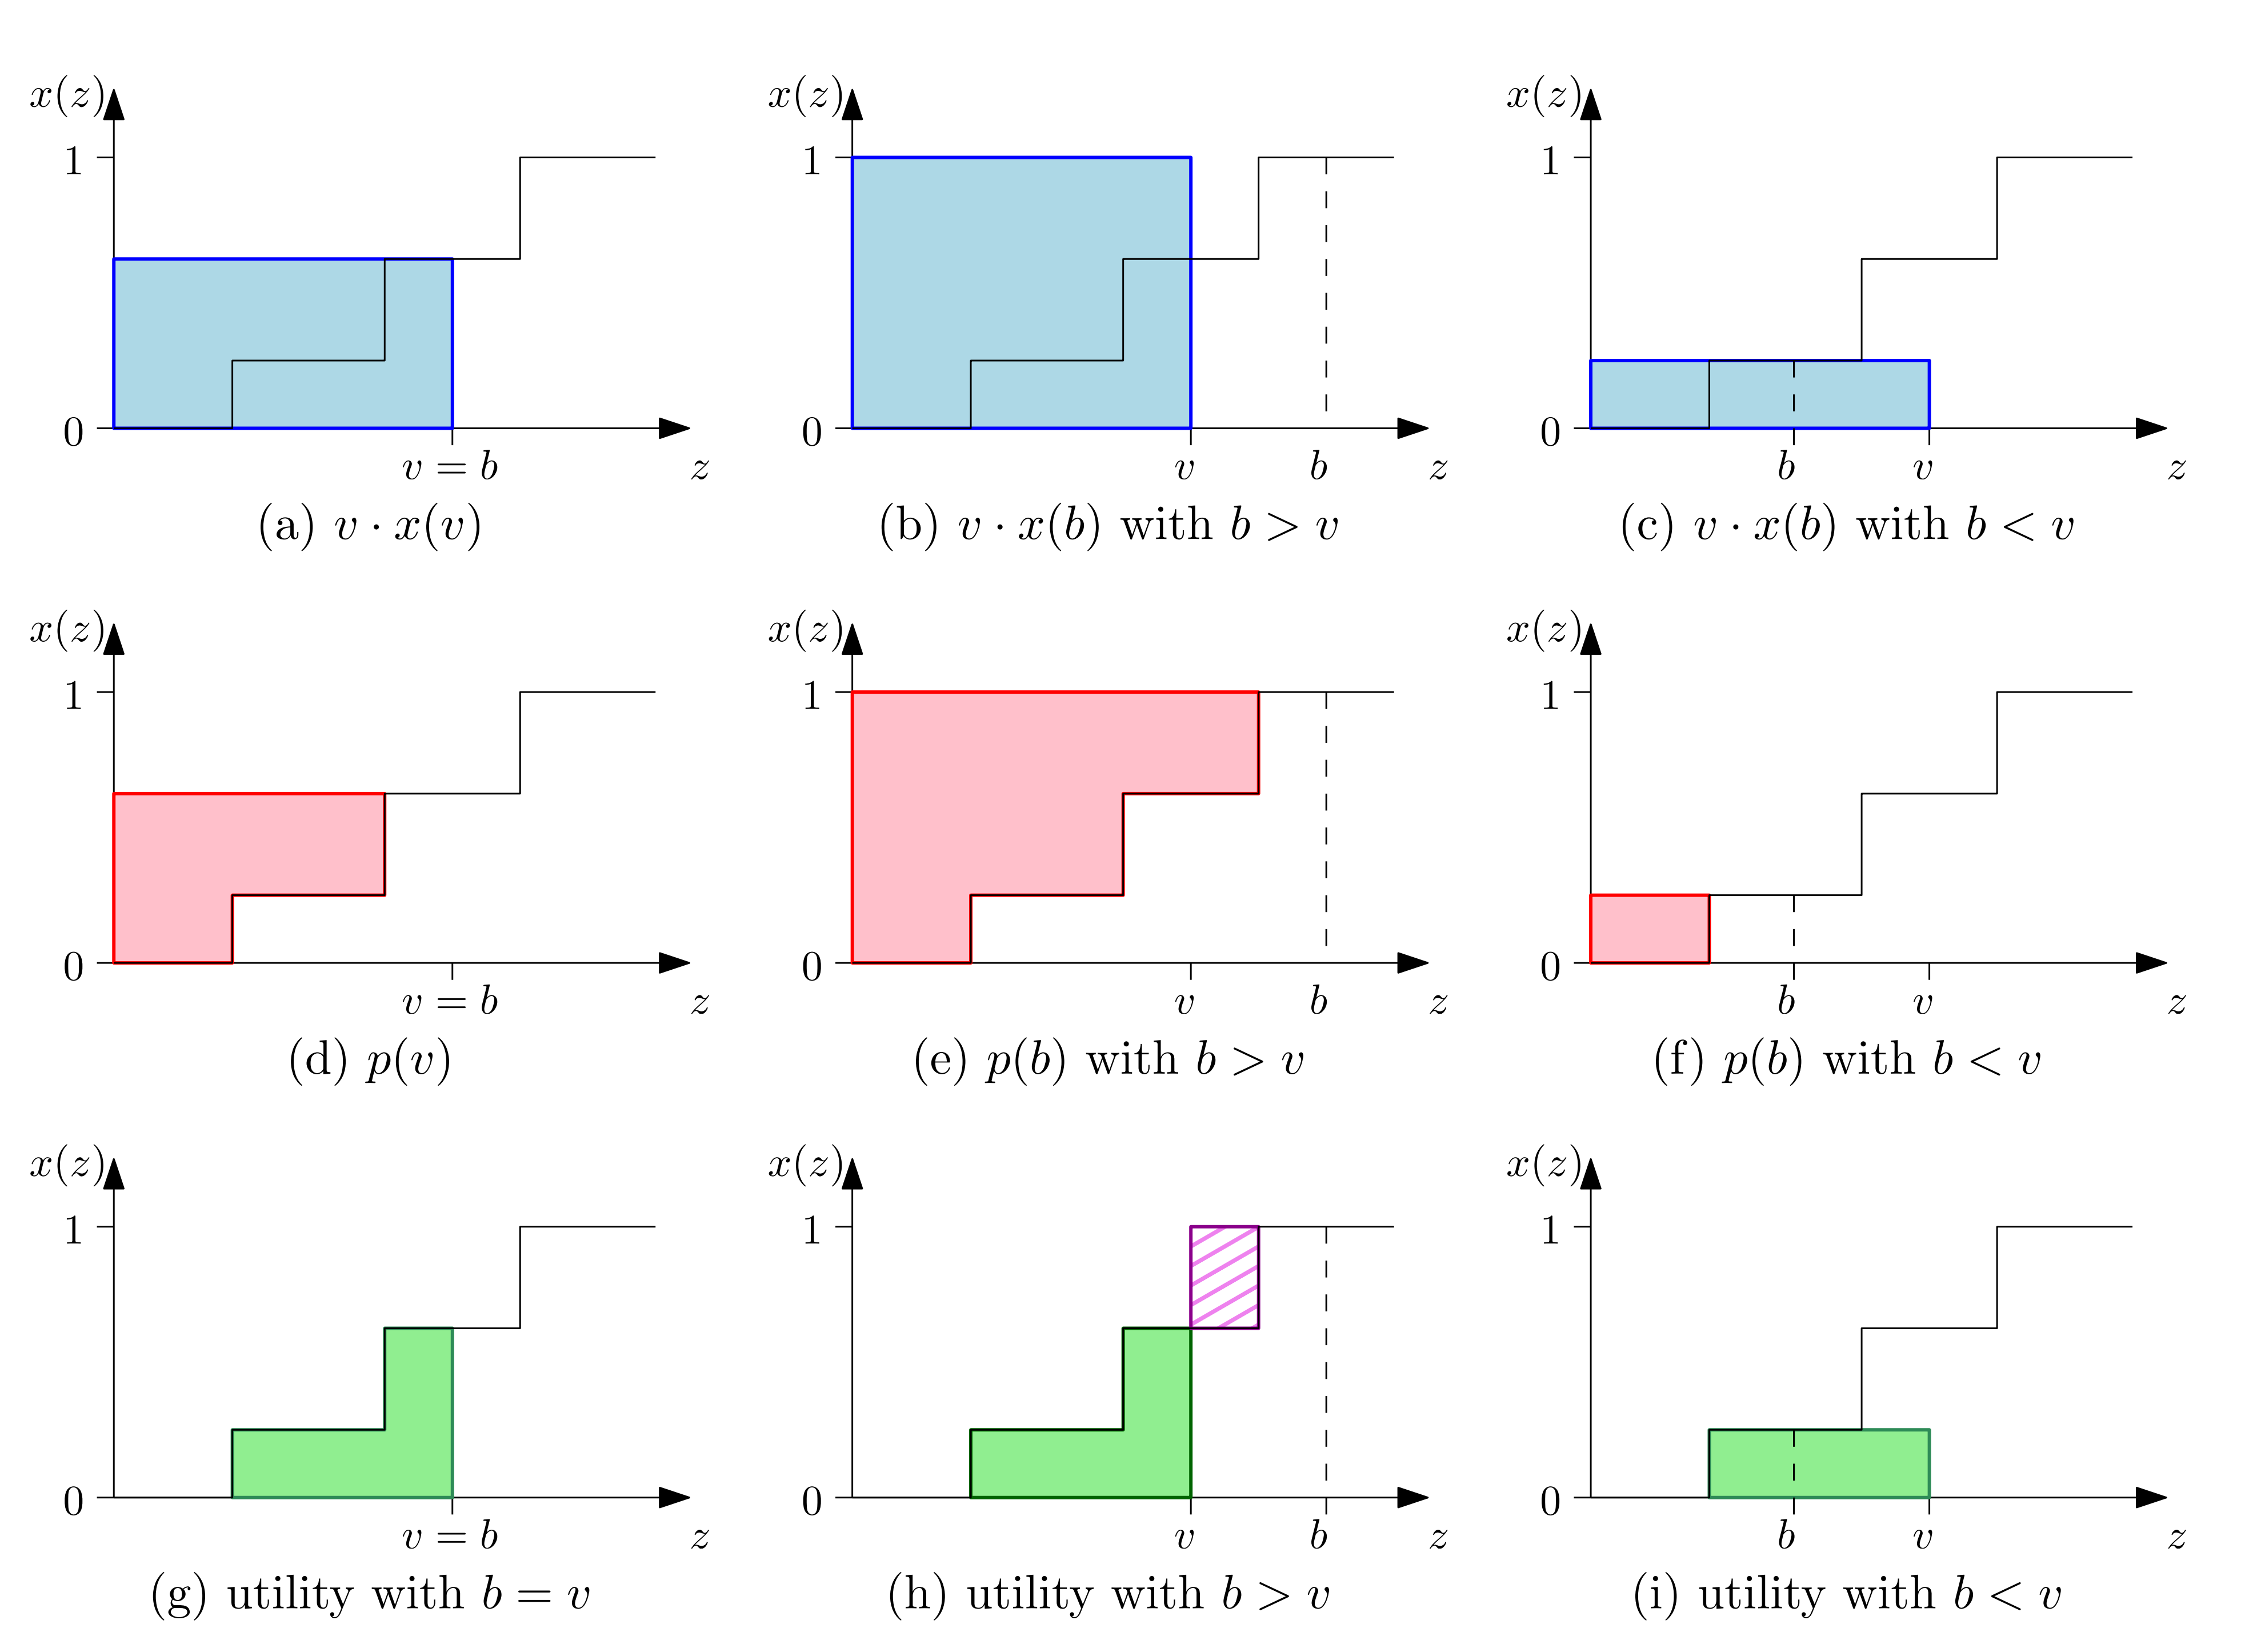 x(z) x(z) x(z)
1 1 1
0 0 0
v = b z v b z b v z
(a) v · x(v) (b) v · x(b) with b > v (c) v · x(b) with b < v
x(z) x(z) x(z)
1 1 1
0 0 0
v = b z v b z b v z
(d) p(v) (e) p(b) with b > v (f) p(b) with b < v
x(z) x(z) x(z)
1 1 1
0 0 0
v = b z v b z b v z
(g) utility with b = v (h) utility with b > v (i) utility with b < v